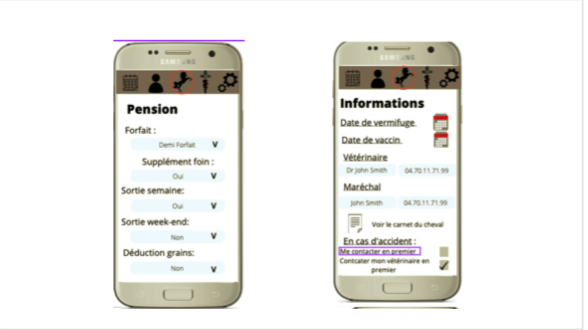 SAMSUNG
Pension
Forfait :
Demi Forfait V
Supplément foin :
Oui V
Sortie semaine:
Oui V
Sortie week-end:
Non V
Déduction grains:
Non V
SAMSUNG
Informations
Date de vermifuge
Date de vaccin
Vétérinaire
Dr John Smith 04.70.11.71.99
Maréchal
John Smith 04.70.11.71.99
Voir le carnet du cheval
En cas d'accident :
Me contacter en premier
Contcater mon vétérinaire en
premier